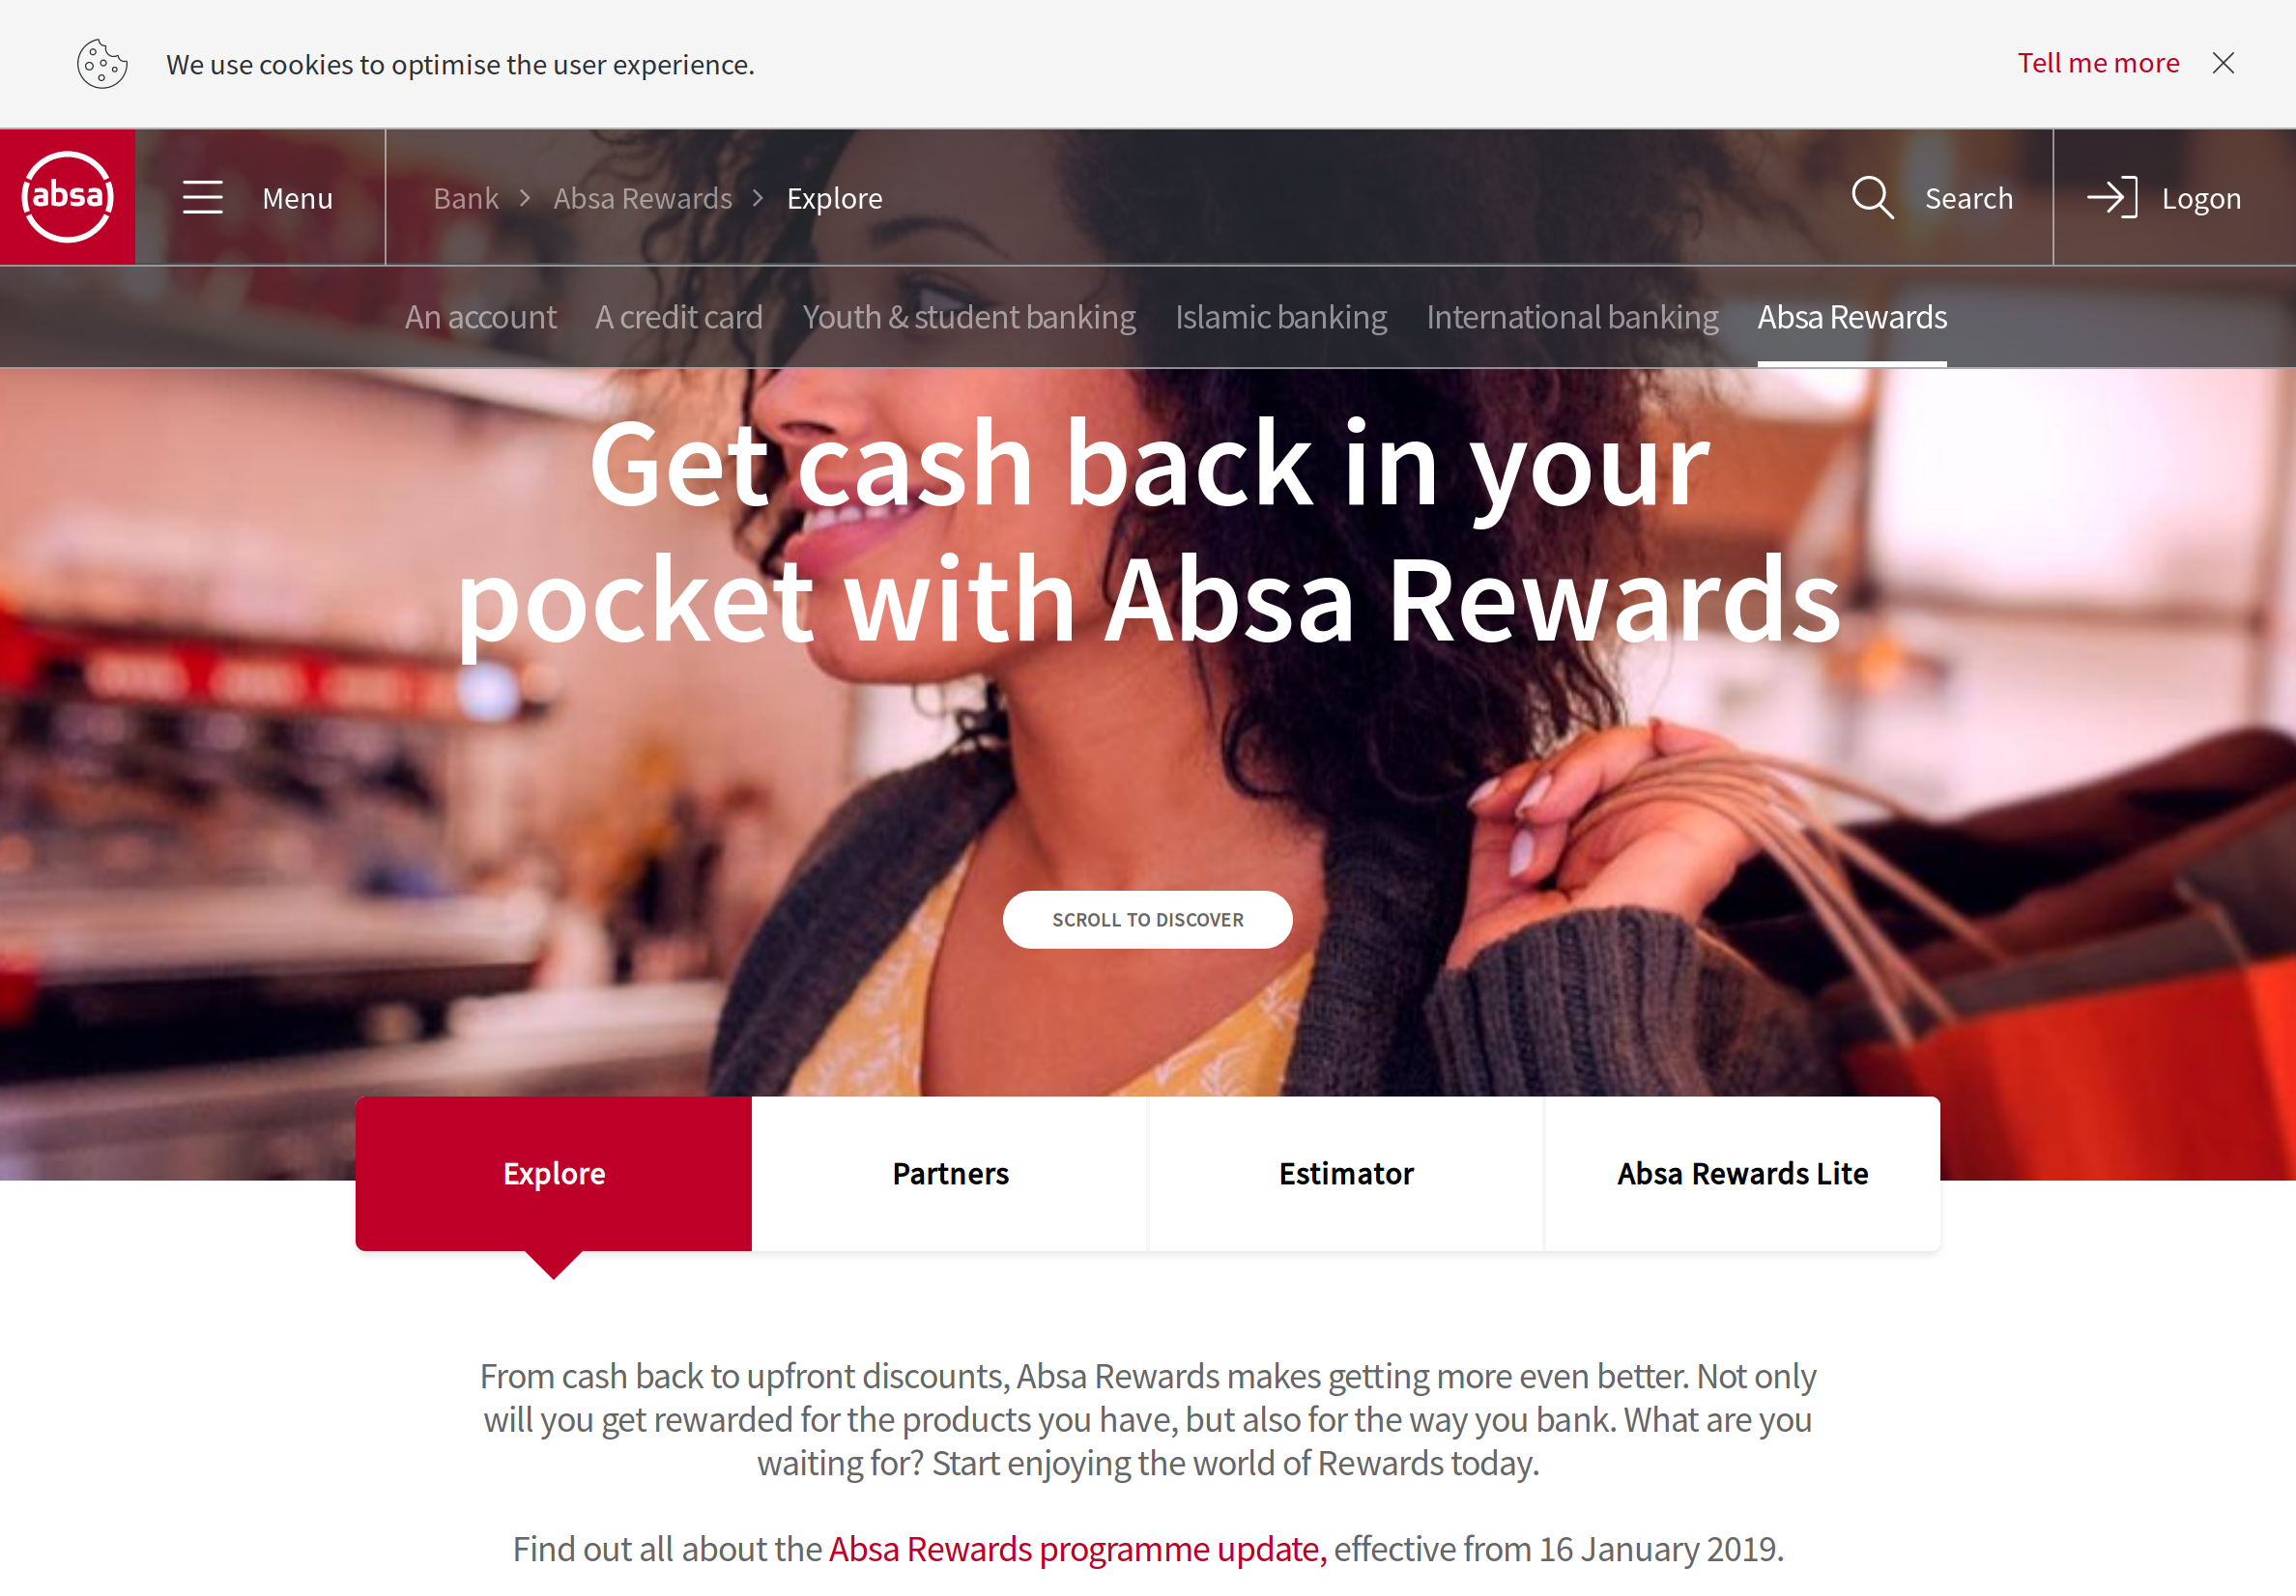 We use cookies to optimise the user experience.
Tell me more
absa
Menu
Bank
Absa Rewards
Explore
Search
Logon
An account
A credit card
Youth & student banking
Islamic banking
International banking
Absa Rewards
Get cash back in your
pocket with Absa Rewards
SCROLL TO DISCOVER
Explore
Partners
Estimator
Absa Rewards Lite
From cash back to upfront discounts, Absa Rewards makes getting more even better. Not only
will you get rewarded for the products you have, but also for the way you bank. What are you
waiting for? Start enjoying the world of Rewards today.
Find out all about the Absa Rewards programme update, effective from 16 January 2019.